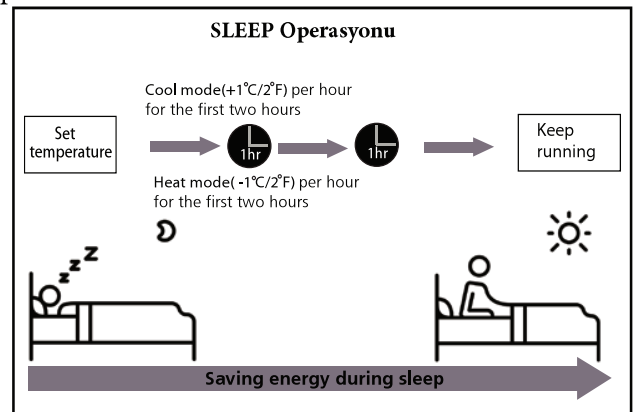 SLEEP Operasyonu
Cool mode(+1°C/2°F) per hour
for the first two hours
Set
temperature
1hr
1hr
Keep
running
Heat mode( -1°C/2°F) per hour
for the first two hours
z z z
Saving energy during sleep